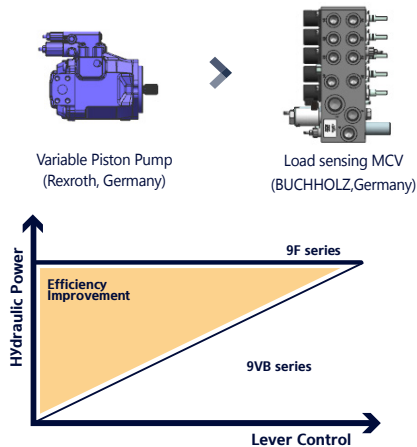 Variable Piston Pump
(Rexroth, Germany)
Load sensing MCV
(BUCHHOLZ,Germany)
HYdraulic Power
9F series
Efficiency
Improvement
9VB series
Lever Control